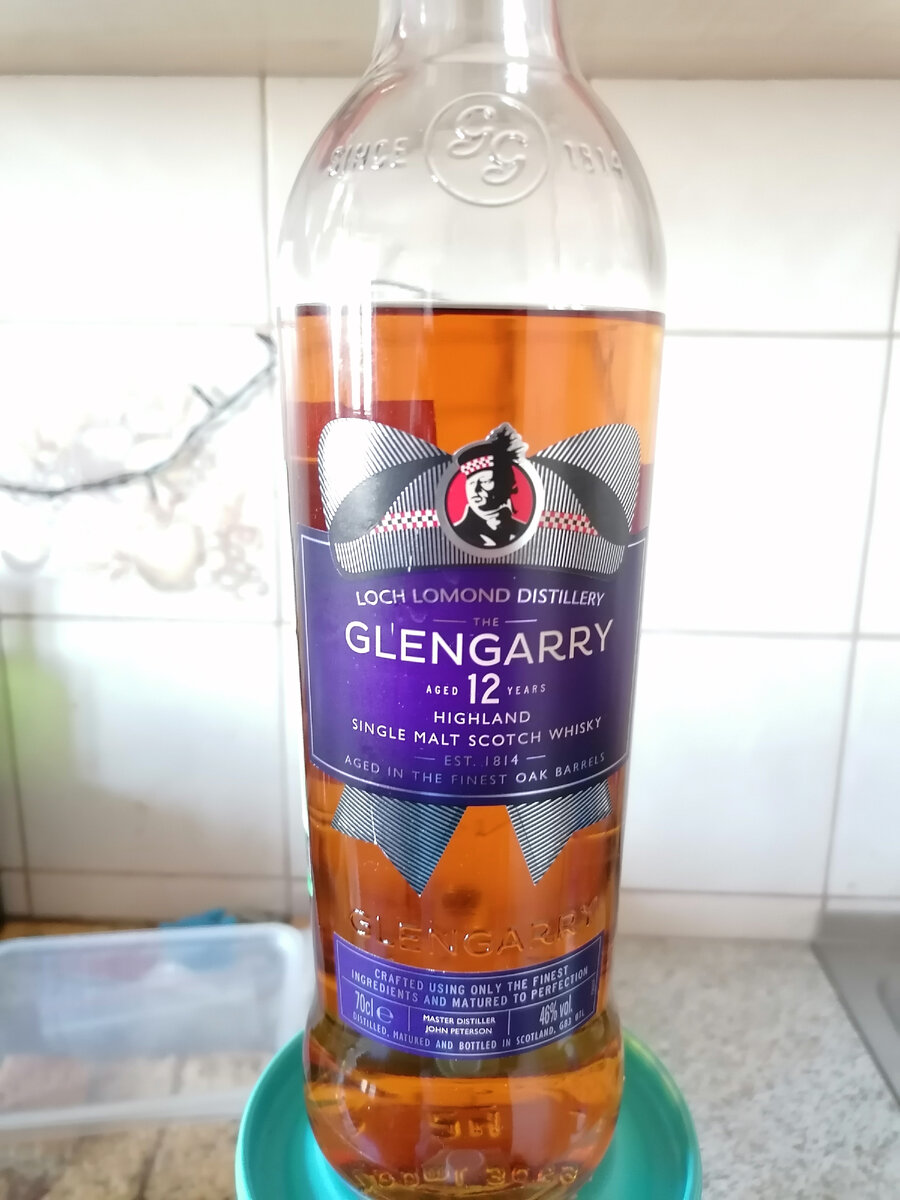 SINCE GG 1814
LOCH LOMOND DISTILLERY
THE
GLENGARRY
AGED 12 YEARS
HIGHLAND
SINGLE MALT SCOTCH WHISKY
EST. 1814
AGED IN THE FINEST OAK BARRELS
GLENGARRY
CRAFTED USING ONLY THE FINEST
INGREDIENTS AND MATURED TO PERFECTION
70cl e
MASTER DISTILLER
JOHN PETERSON
46% vol.
DISTILLED, MATURED AND BOTTLED IN SCOTLAND, G83 0TL